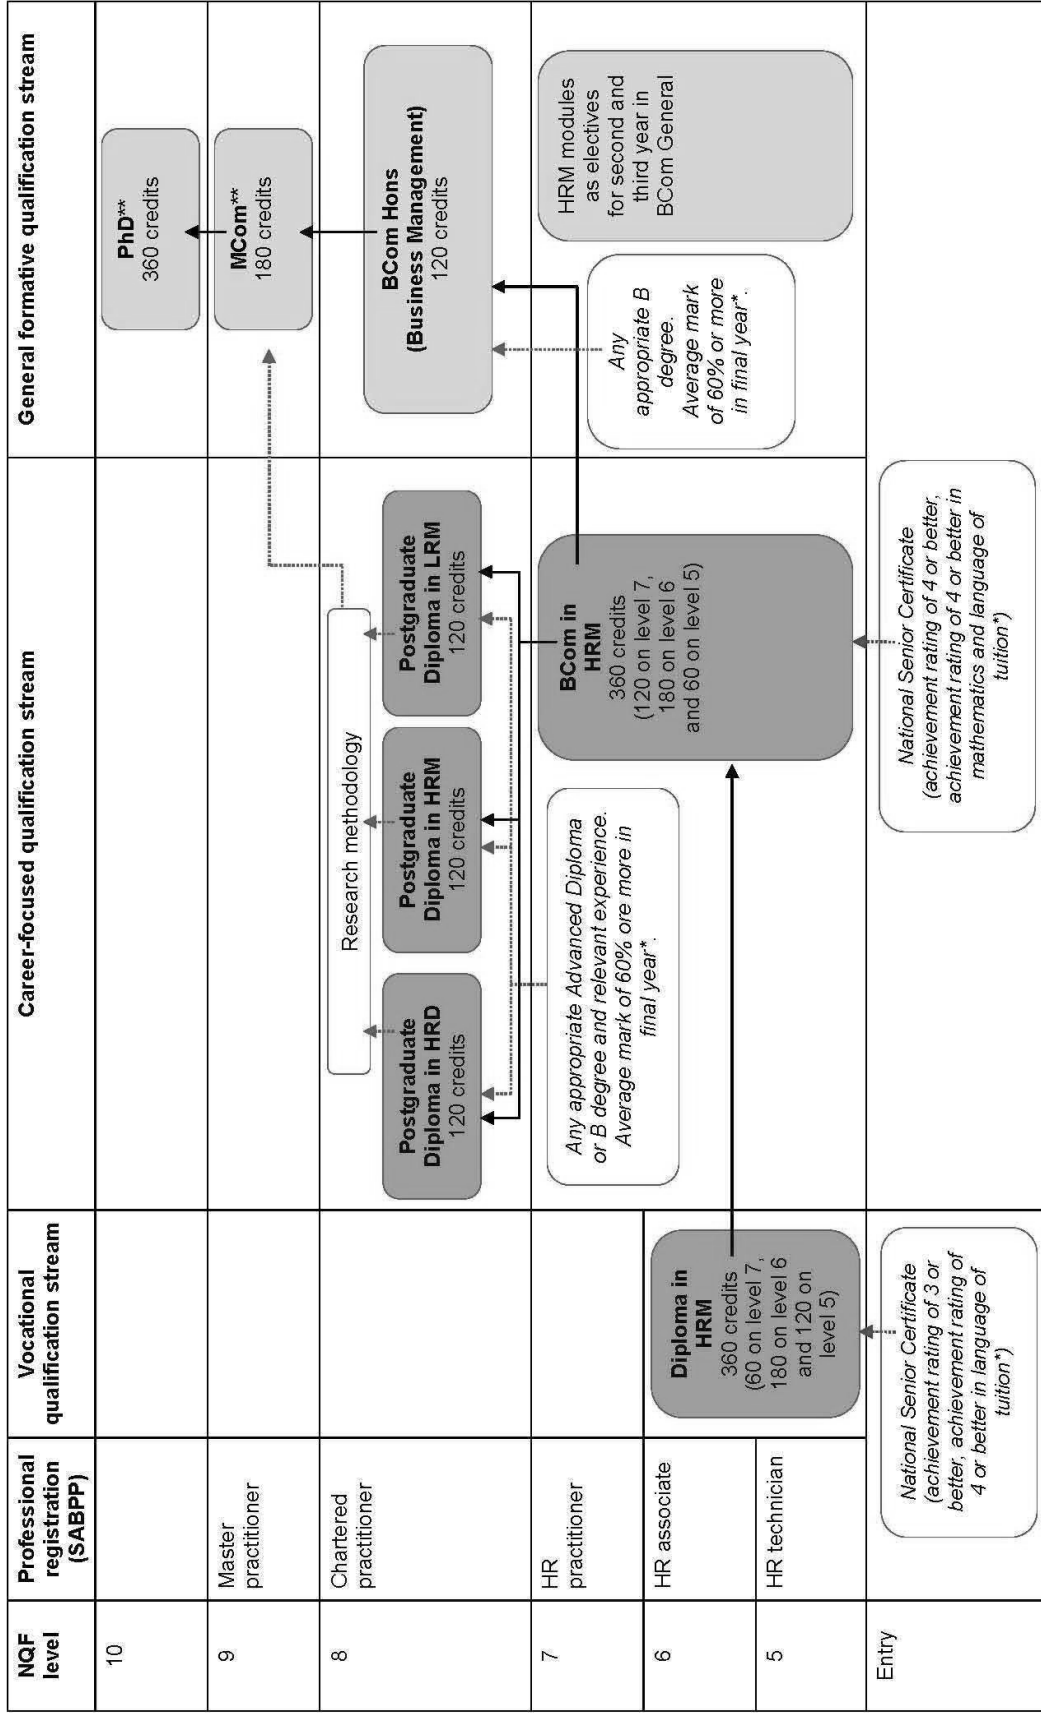 NQF
level
Professional
registration
(SABPP)
Vocational
qualification stream
Career-focused qualification stream
General formative qualification stream
10
PhD**
360 credits
9
Master
practitioner
MCom**
180 credits
8
Chartered
practitioner
Research methodology
Postgraduate
Diploma in HRD
120 credits
Postgraduate
Diploma in HRM
120 credits
Postgraduate
Diploma in LRM
120 credits
BCom Hons
(Business Management)
120 credits
7
HR
practitioner
Any appropriate Advanced Diploma
or B degree and relevant experience.
Average mark of 60% ore more in
final year*.
BCom in
HRM
360 credits
(120 on level 7,
180 on level 6
and 60 on level 5)
Any
appropriate B
degree.
Average mark
of 60% or more
in final year*.
HRM modules
as electives
for second and
third year in
BCom General
6
HR associate
Diploma in
HRM
360 credits
(60 on level 7,
180 on level 6
and 120 on
level 5)
5
HR technician
Entry
National Senior Certificate
(achievement rating of 3 or
better, achievement rating of
4 or better in language of
tuition*)
National Senior Certificate
(achievement rating of 4 or better,
achievement rating of 4 or better in
mathematics and language of
tuition*)